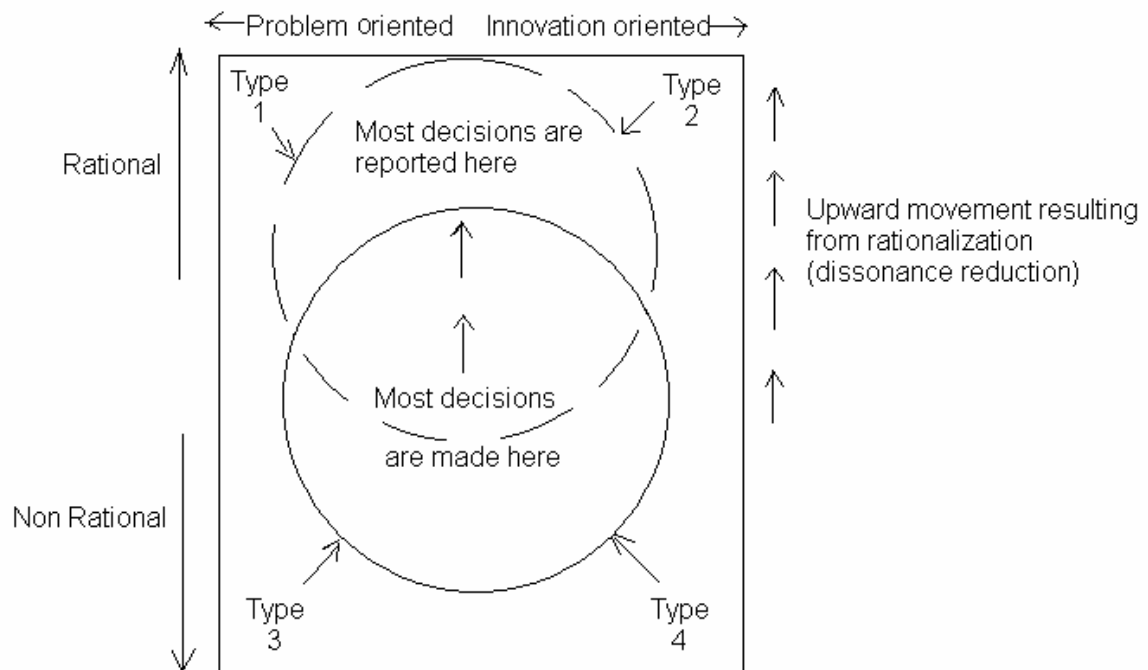 Problem oriented Innovation oriented
Type
1
Type
2
Most decisions are
reported here
Rational
Upward movement resulting
from rationalization
(dissonance reduction)
Most decisions
are made here
Non Rational
Type
3
Type
4